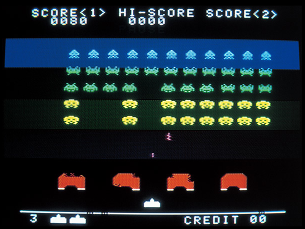 SCORE<1> HI-SCORE SCORE<2>
0080 0000
3 CREDIT 00